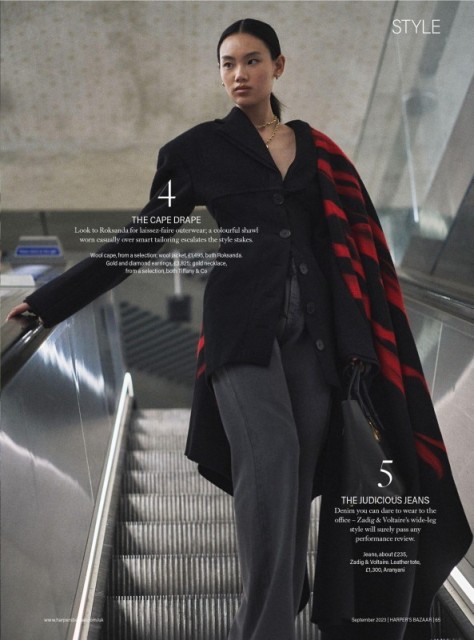 STYLE
4
THE CAPE DRAPE
Look to Roksanda for laissez-faire outerwear; a colourful shawl
worn casually over smart tailoring escalates the style stakes.
Wool cape, from a selection; wool jacket, £1,695, both Roksanda.
Gold and diamond earrings, £3,025; gold necklace,
from a selection, both Tiffany & Co
5
THE JUDICIOUS JEANS
Denim you can dare to wear to the
office – Zadig & Voltaire's wide-leg
style will surely pass any
performance review.
Jeans, about £235,
Zadig & Voltaire. Leather tote,
£1,300, Aranyani
September 2023 | HARPER'S BAZAAR | 65